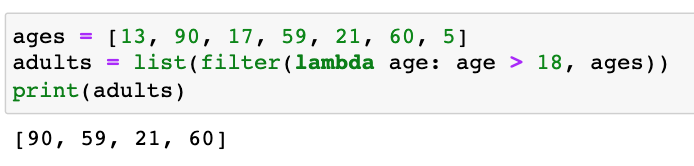 ages = [13, 90, 17, 59, 21, 60, 5]
adults = list(filter(lambda age: age > 18, ages))
print(adults)
[90, 59, 21, 60]